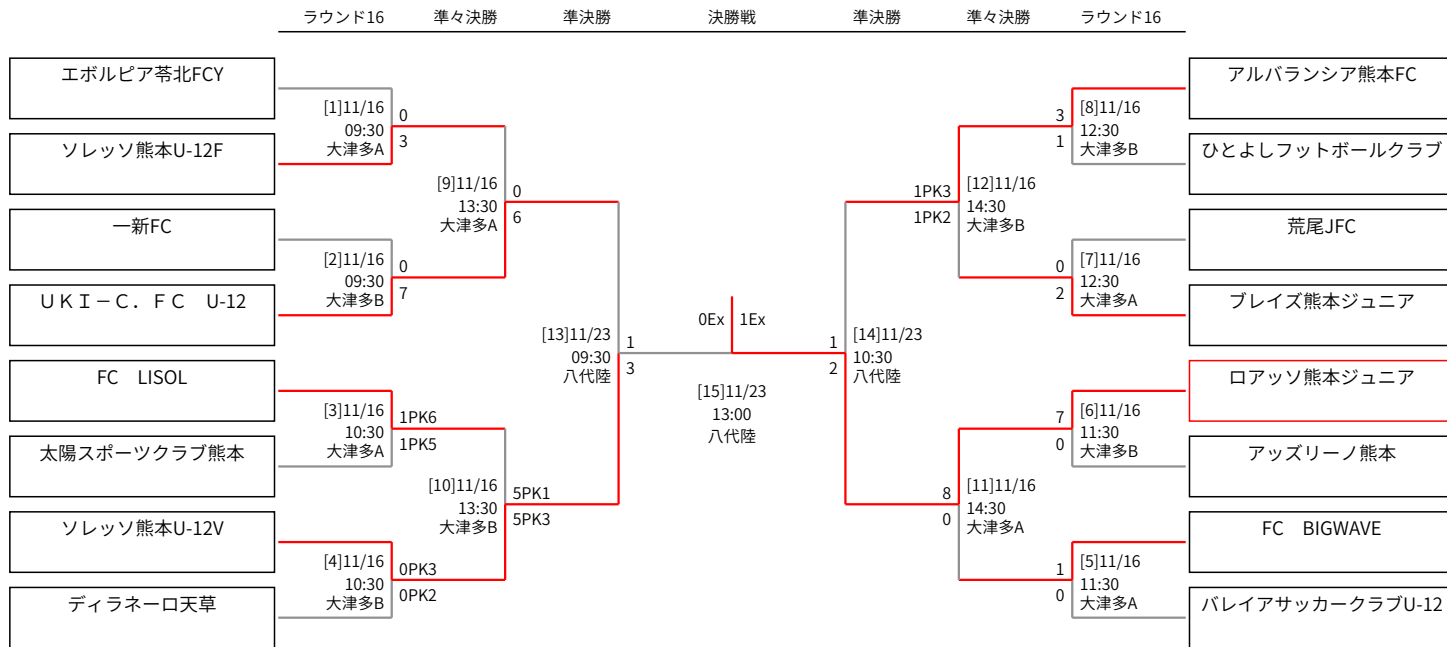 ラウンド16 準々決勝 準決勝 決勝戦 準決勝 準々決勝 ラウンド16
エボルピア苓北FCY
ソレッソ熊本U-12F
一新FC
ＵＫＩ－Ｃ．ＦＣ　U-12
FC　LISOL
太陽スポーツクラブ熊本
ソレッソ熊本U-12V
ディラネーロ天草
[1]11/16
09:30
大津多A
0
3
[2]11/16
09:30
大津多B
0
7
[3]11/16
10:30
大津多A
1PK6
1PK5
[4]11/16
10:30
大津多B
0PK3
0PK2
[9]11/16
13:30
大津多A
0
6
[10]11/16
13:30
大津多B
5PK1
5PK3
[13]11/23
09:30
八代陸
1
3
0Ex 1Ex
[15]11/23
13:00
八代陸
1
2
[14]11/23
10:30
八代陸
1PK3
1PK2
[12]11/16
14:30
大津多B
8
0
[11]11/16
14:30
大津多A
3
1
[8]11/16
12:30
大津多B
0
2
[7]11/16
12:30
大津多A
7
0
[6]11/16
11:30
大津多B
1
0
[5]11/16
11:30
大津多A
アルバランシア熊本FC
ひとよしフットボールクラブ
荒尾JFC
ブレイズ熊本ジュニア
ロアッソ熊本ジュニア
アッズリーノ熊本
FC　BIGWAVE
バレイアサッカークラブU-12